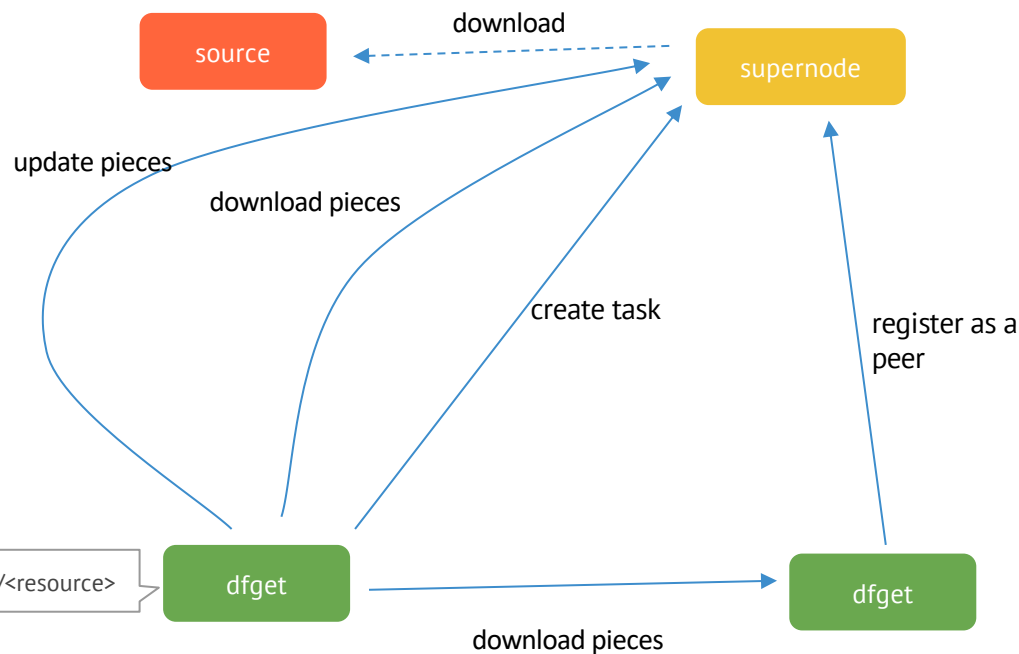 download
source
supernode
update pieces
download pieces
create task
register as a
peer
/<resource>
dfget
dfget
download pieces